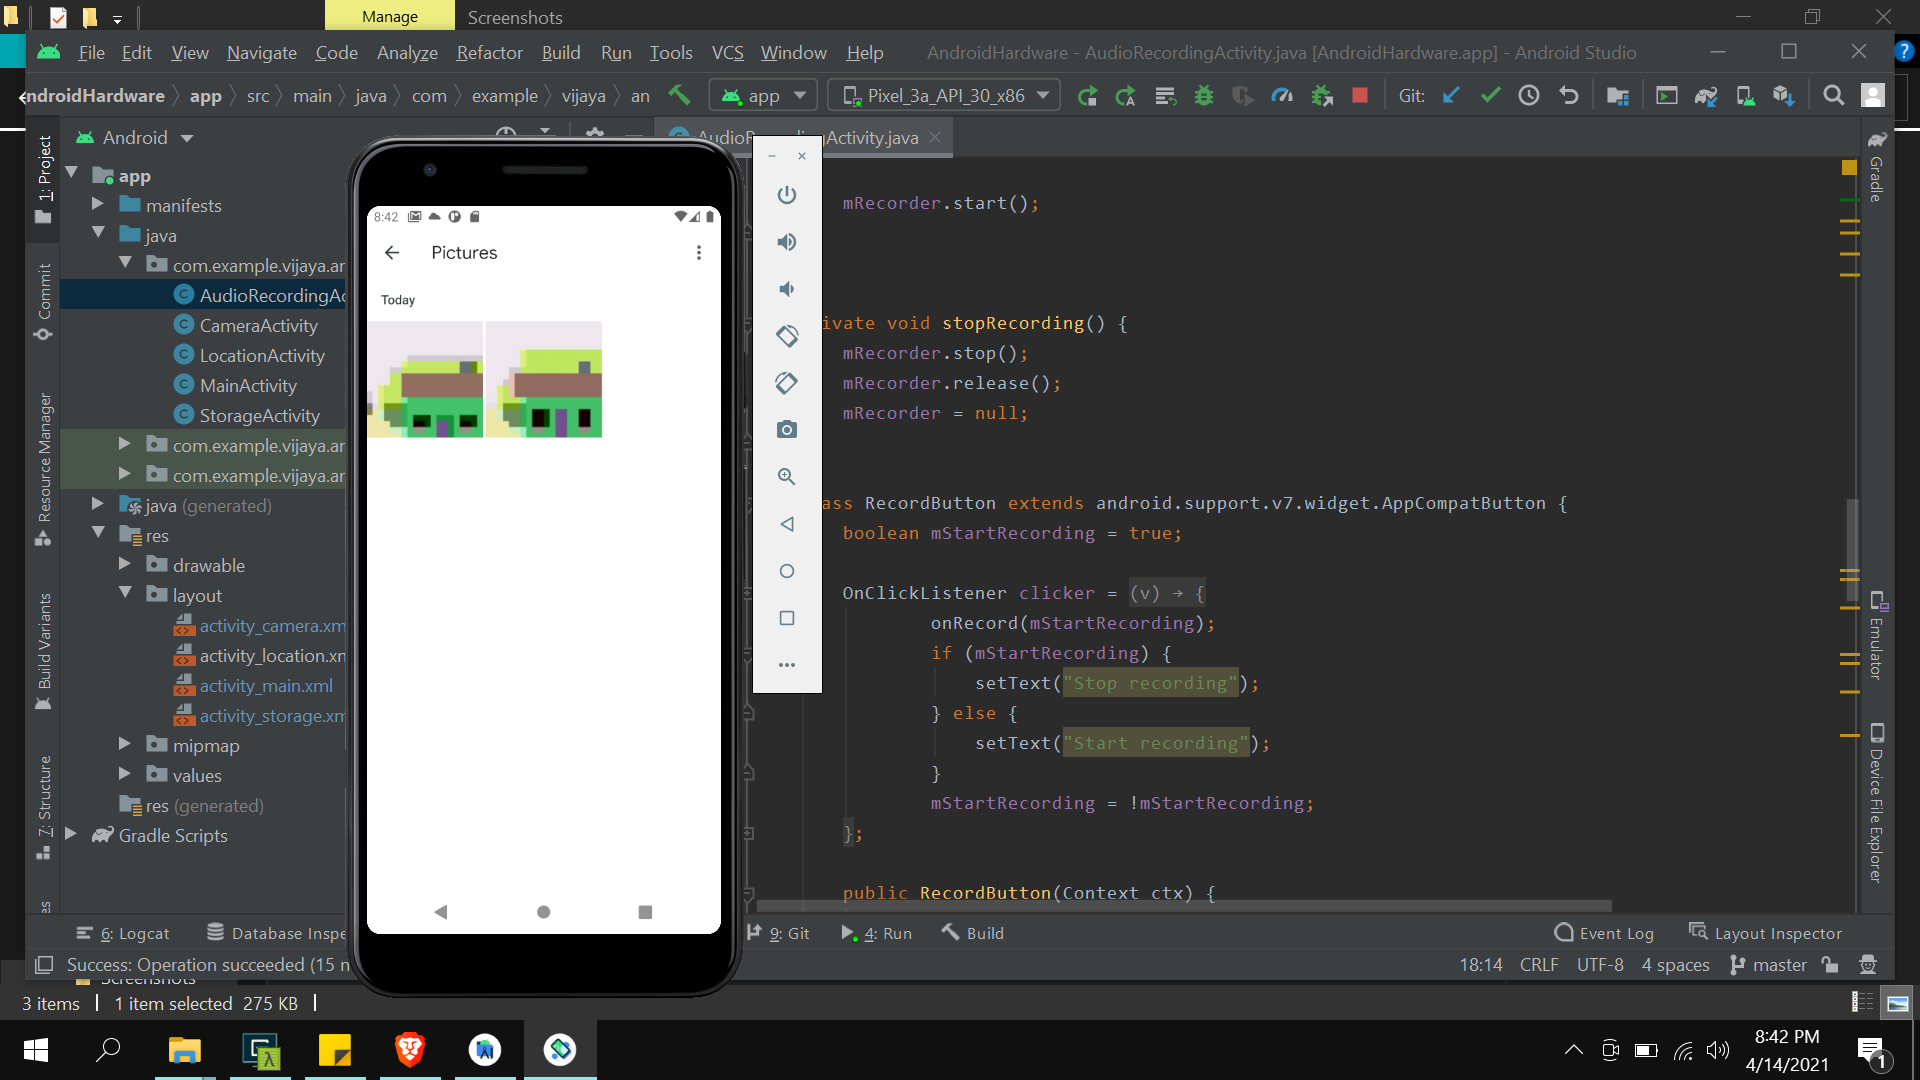 Manage
Screenshots
File Edit View Navigate Code Analyze Refactor Build Run Tools VCS Window Help
AndroidHardware - AudioRecordingActivity.java [AndroidHardware.app] - Android Studio
ndroidHardware app src main java com example vijaya an
app
Pixel_3a_API_30_x86
Git:
Android
AudioRe
Activity.java
1: Project
Commit
Resource Manager
Build Variants
7: Structure
es
app
manifests
java
com.example.vijaya.ar
AudioRecordingAc
CameraActivity
LocationActivity
MainActivity
StorageActivity
com.example.vijaya.ar
com.example.vijaya.ar
java (generated)
res
drawable
layout
activity_camera.xm
activity_location.xm
activity_main.xml
activity_storage.xm
mipmap
values
res (generated)
Gradle Scripts
8:42
Pictures
Today
mRecorder.start();
ivate void stopRecording() {
mRecorder.stop();
mRecorder.release();
mRecorder = null;
ass RecordButton extends android.support.v7.widget.AppCompatButton {
boolean mStartRecording = true;
OnClickListener clicker = (v) → {
onRecord(mStartRecording);
if (mStartRecording) {
setText("Stop recording");
} else {
setText("Start recording");
}
mStartRecording = !mStartRecording;
};
public RecordButton(Context ctx) {
Gradle
Emulator
Device File Explorer
6: Logcat
Database Inspe
9: Git
4: Run
Build
Event Log
Layout Inspector
Success: Operation succeeded (15 n
18:14 CRLF UTF-8 4 spaces master
Screenshots
3 items 1 item selected 275 KB
8:42 PM
4/14/2021
1